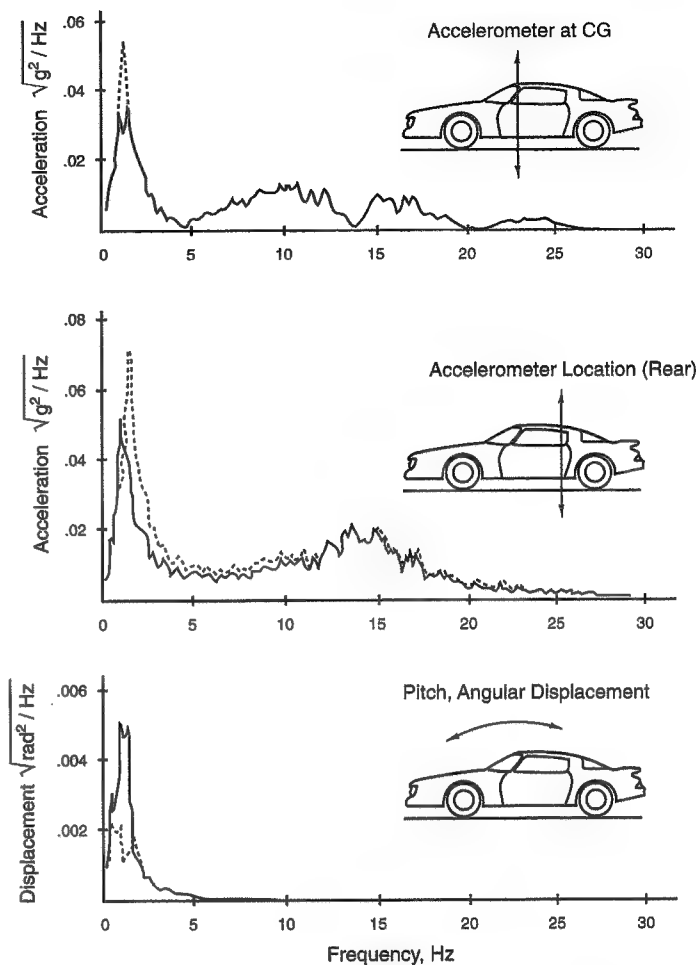 Accelerometer at CG
Acceleration √g² / Hz
.06
.04
.02
0 5 10 15 20 25 30
Accelerometer Location (Rear)
Acceleration √g² / Hz
.08
.06
.04
.02
0 5 10 15 20 25 30
Pitch, Angular Displacement
Displacement √rad² / Hz
.006
.004
.002
0 5 10 15 20 25 30
Frequency, Hz